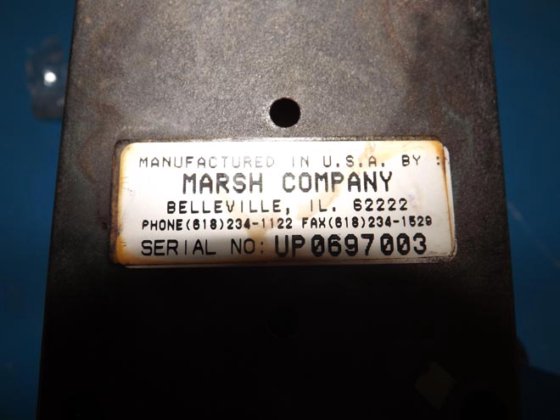 MANUFACTURED IN U.S.A. BY :
MARSH COMPANY
BELLEVILLE, IL. 62222
PHONE(618)234-1122 FAX(618)234-1529
SERIAL NO: UP0697003